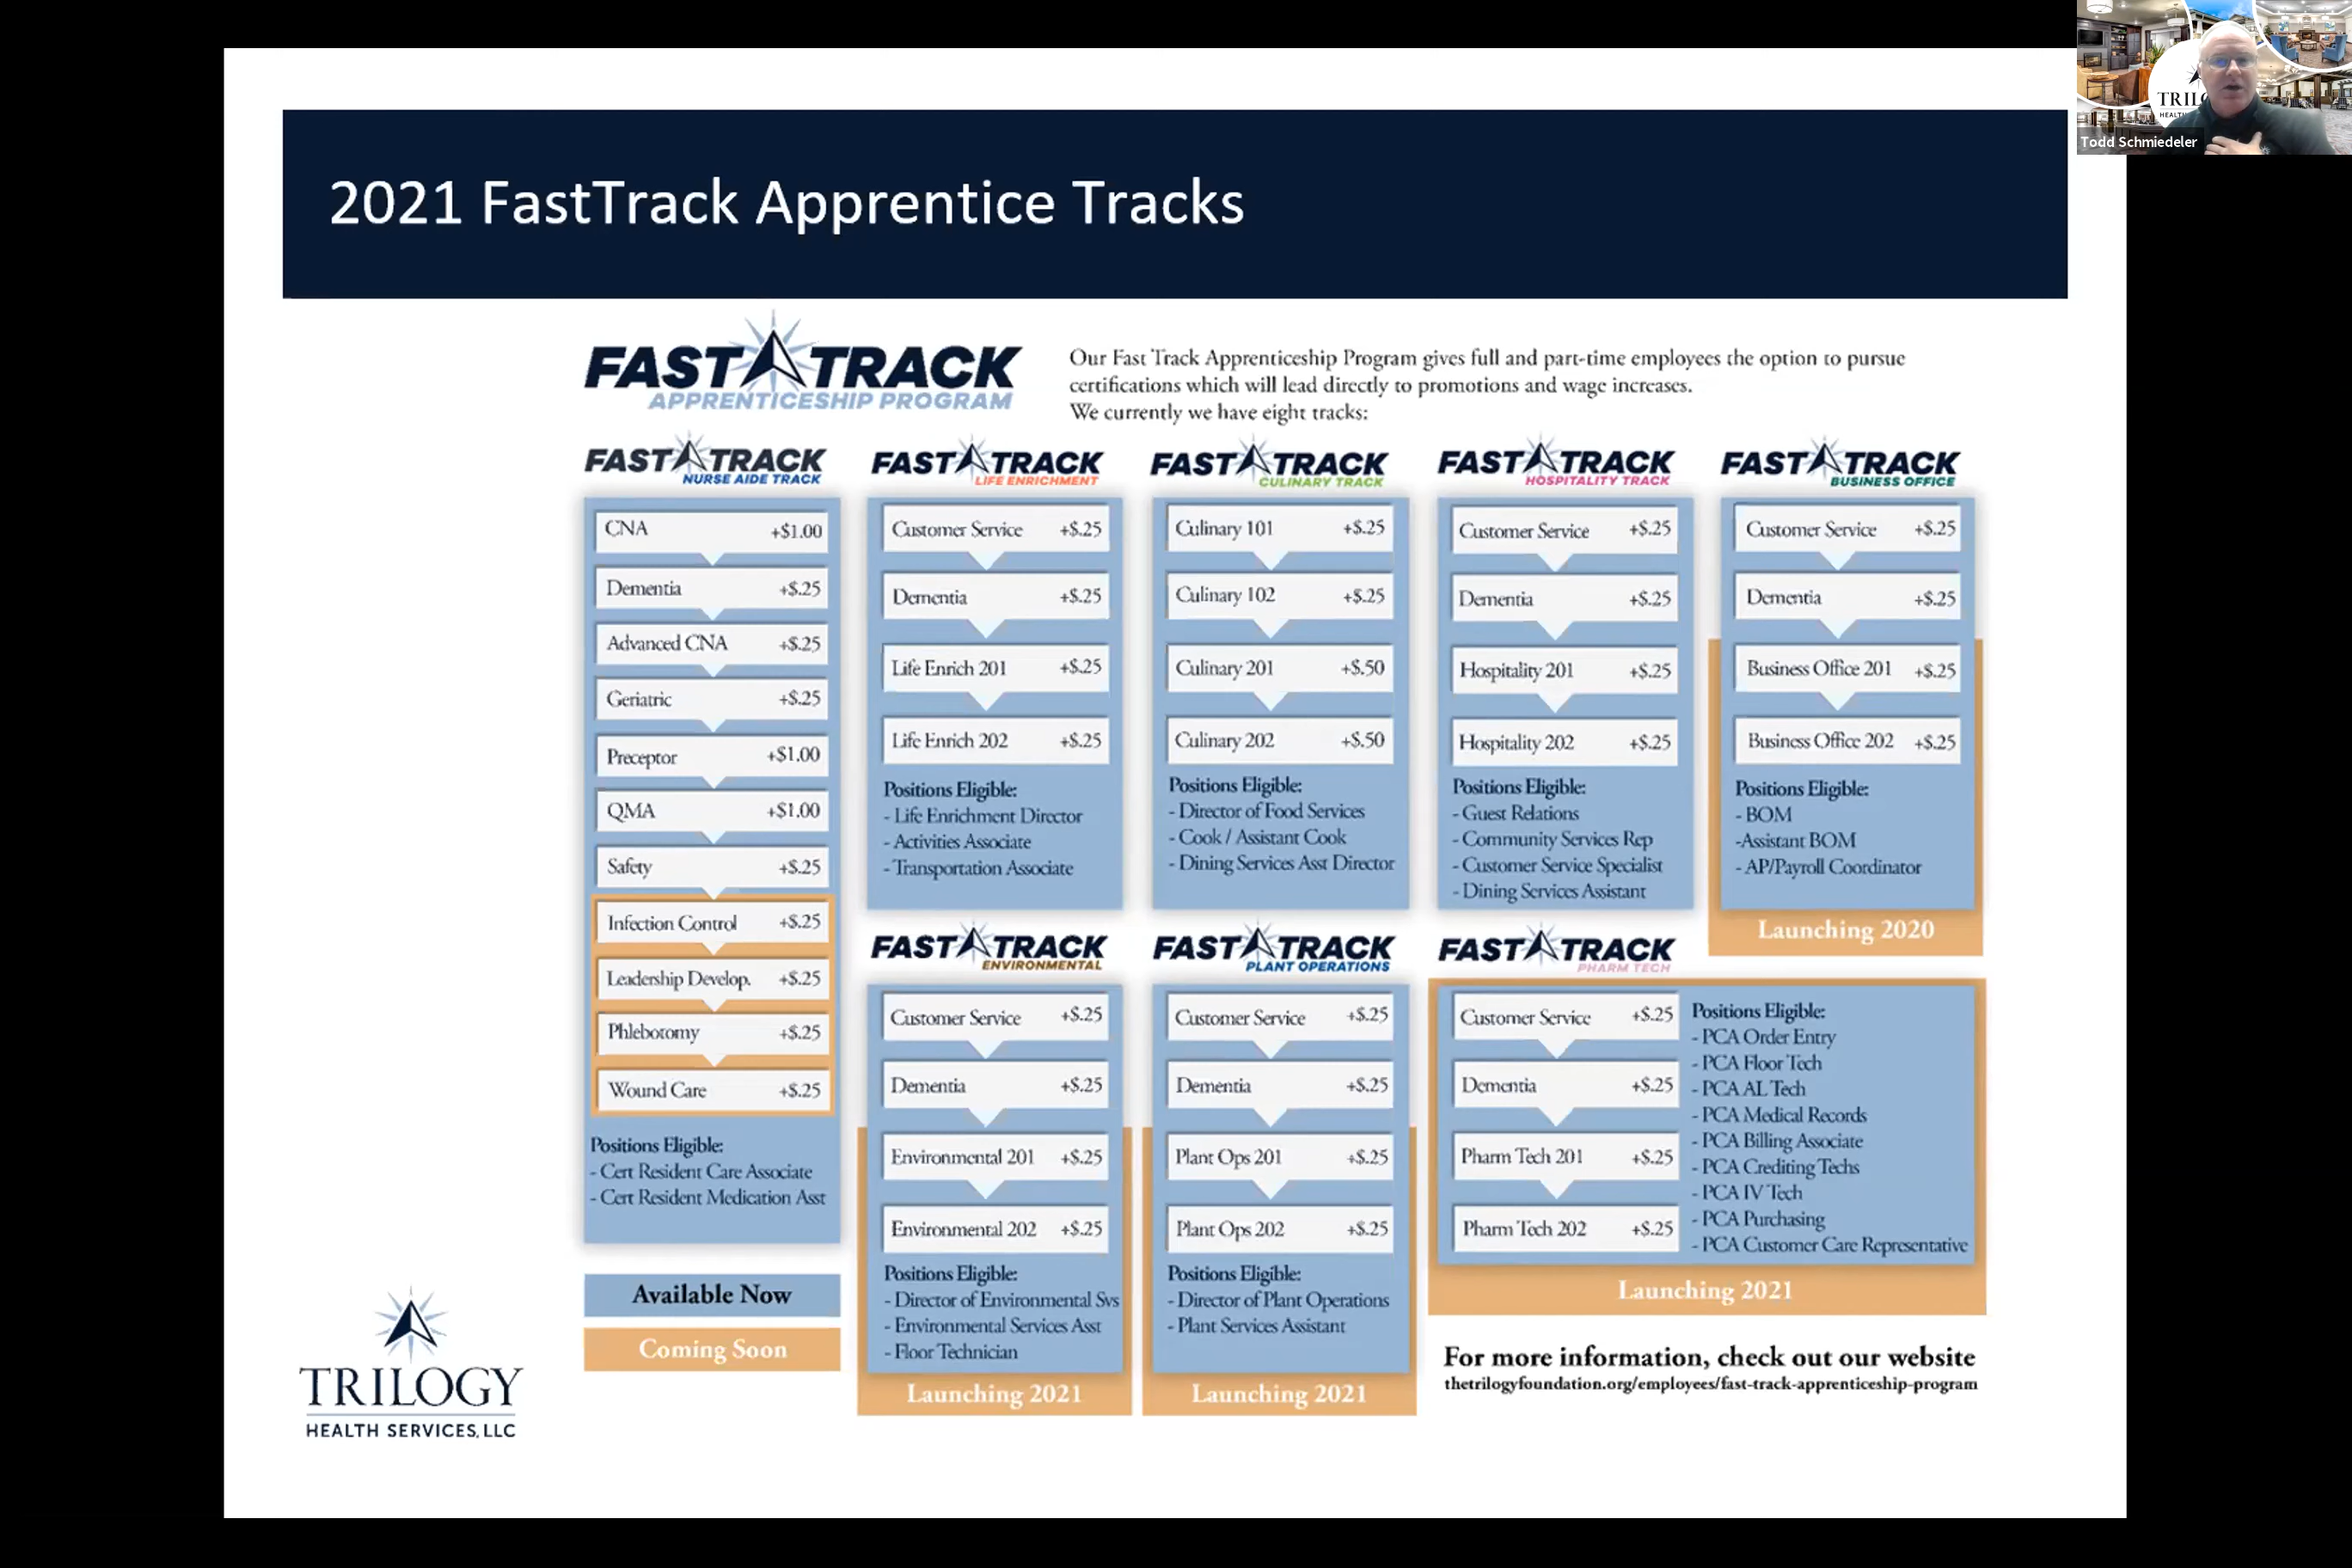 TRILO
HEALTH
Todd Schmiedeler
2021 FastTrack Apprentice Tracks
FAST TRACK
APPRENTICESHIP PROGRAM
Our Fast Track Apprenticeship Program gives full and part-time employees the option to pursue
certifications which will lead directly to promotions and wage increases.
We currently we have eight tracks:
FAST TRACK
NURSE AIDE TRACK
CNA +$1.00
Dementia +$.25
Advanced CNA +$.25
Geriatric +$.25
Preceptor +$1.00
QMA +$1.00
Safety +$.25
Infection Control +$.25
Leadership Develop. +$.25
Phlebotomy +$.25
Wound Care +$.25
Positions Eligible:
- Cert Resident Care Associate
- Cert Resident Medication Asst
FAST TRACK
LIFE ENRICHMENT
Customer Service +$.25
Dementia +$.25
Life Enrich 201 +$.25
Life Enrich 202 +$.25
Positions Eligible:
- Life Enrichment Director
- Activities Associate
- Transportation Associate
FAST TRACK
CULINARY TRACK
Culinary 101 +$.25
Culinary 102 +$.25
Culinary 201 +$.50
Culinary 202 +$.50
Positions Eligible:
- Director of Food Services
- Cook / Assistant Cook
- Dining Services Asst Director
FAST TRACK
HOSPITALITY TRACK
Customer Service +$.25
Dementia +$.25
Hospitality 201 +$.25
Hospitality 202 +$.25
Positions Eligible:
- Guest Relations
- Community Services Rep
- Customer Service Specialist
- Dining Services Assistant
FAST TRACK
BUSINESS OFFICE
Customer Service +$.25
Dementia +$.25
Business Office 201 +$.25
Business Office 202 +$.25
Positions Eligible:
- BOM
-Assistant BOM
- AP/Payroll Coordinator
Launching 2020
FAST TRACK
ENVIRONMENTAL
Customer Service +$.25
Dementia +$.25
Environmental 201 +$.25
Environmental 202 +$.25
Positions Eligible:
- Director of Environmental Svs
- Environmental Services Asst
- Floor Technician
Launching 2021
FAST TRACK
PLANT OPERATIONS
Customer Service +$.25
Dementia +$.25
Plant Ops 201 +$.25
Plant Ops 202 +$.25
Positions Eligible:
- Director of Plant Operations
- Plant Services Assistant
Launching 2021
FAST TRACK
PHARM TECH
Customer Service +$.25
Dementia +$.25
Pharm Tech 201 +$.25
Pharm Tech 202 +$.25
Positions Eligible:
- PCA Order Entry
- PCA Floor Tech
- PCA AL Tech
- PCA Medical Records
- PCA Billing Associate
- PCA Crediting Techs
- PCA IV Tech
- PCA Purchasing
- PCA Customer Care Representative
Launching 2021
Available Now
Coming Soon
For more information, check out our website
thetrilogyfoundation.org/employees/fast-track-apprenticeship-program
TRILOGY
HEALTH SERVICES, LLC